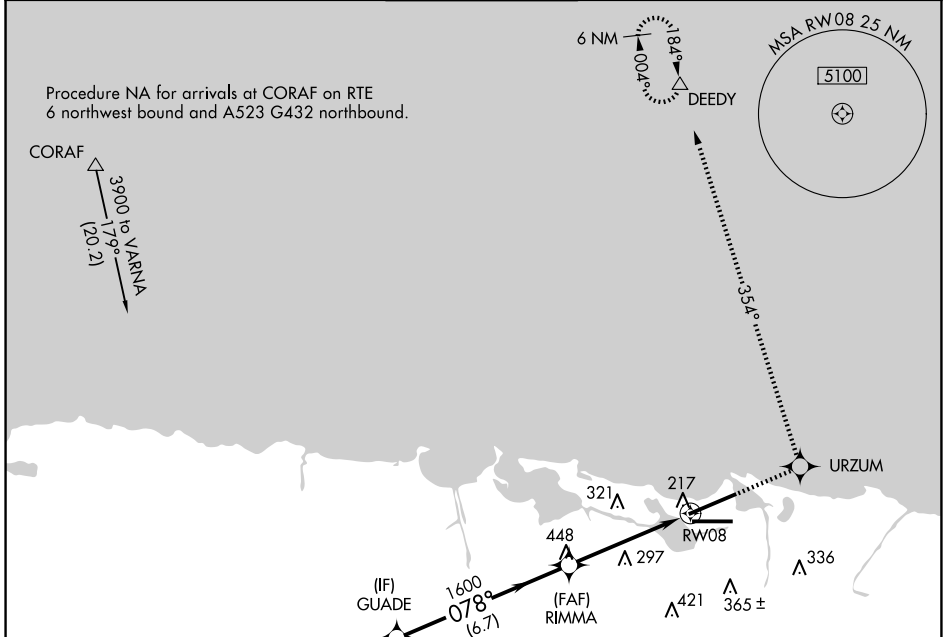 MSA RW08 25 NM
5100
6 NM
184°
004°
DEEDY
Procedure NA for arrivals at CORAF on RTE
6 northwest bound and A523 G432 northbound.
CORAF
3900 to VARNA
179°
(20.2)
354°
URZUM
321
217
RW08
448
297
336
(IF)
GUADE
1600
078°
(6.7)
(FAF)
RIMMA
421
365 ±